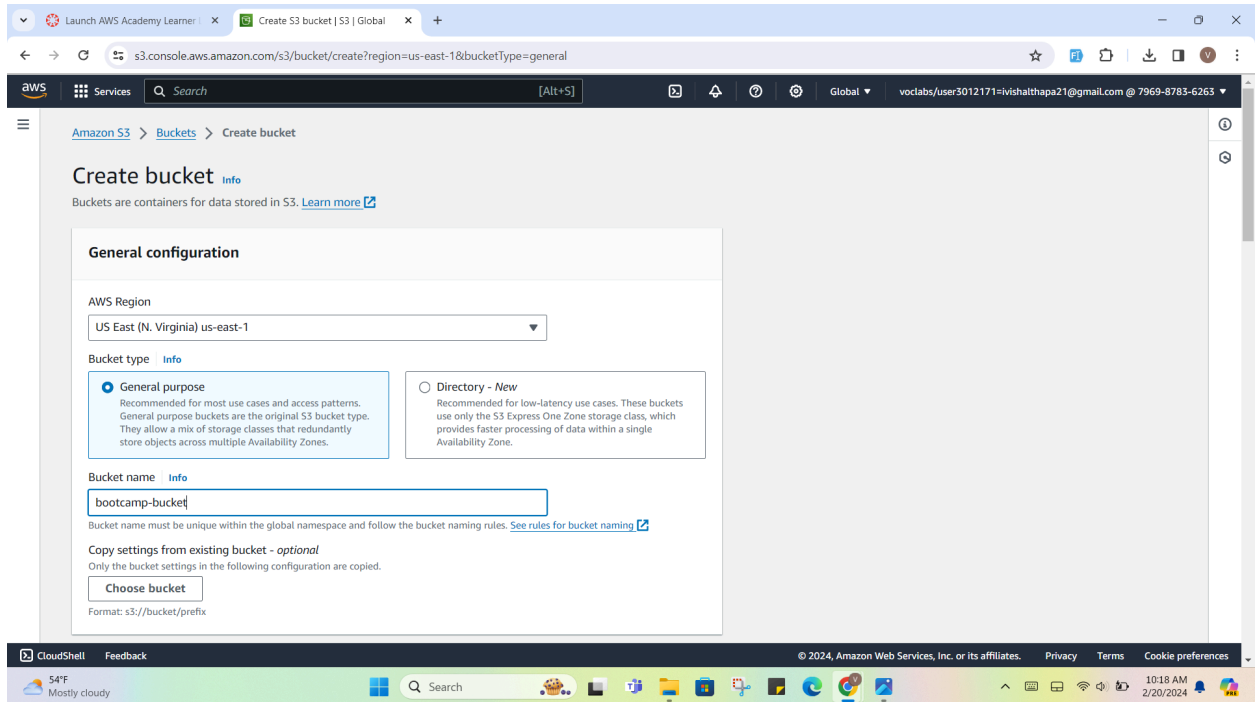 Launch AWS Academy Learner
Create S3 bucket | S3 | Global
s3.console.aws.amazon.com/s3/bucket/create?region=us-east-1&bucketType=general
V
aws
Services
Search
[Alt+S]
Global
voclabs/user3012171=ivishalthapa21@gmail.com @ 7969-8783-6263
Amazon S3 > Buckets > Create bucket
Create bucket Info
Buckets are containers for data stored in S3. Learn more
General configuration
AWS Region
US East (N. Virginia) us-east-1
Bucket type Info
General purpose
Recommended for most use cases and access patterns.
General purpose buckets are the original S3 bucket type.
They allow a mix of storage classes that redundantly
store objects across multiple Availability Zones.
Directory - New
Recommended for low-latency use cases. These buckets
use only the S3 Express One Zone storage class, which
provides faster processing of data within a single
Availability Zone.
Bucket name Info
bootcamp-bucket
Bucket name must be unique within the global namespace and follow the bucket naming rules. See rules for bucket naming
Copy settings from existing bucket - optional
Only the bucket settings in the following configuration are copied.
Choose bucket
Format: s3://bucket/prefix
CloudShell
Feedback
© 2024, Amazon Web Services, Inc. or its affiliates.
Privacy
Terms
Cookie preferences
54°F
Mostly cloudy
Search
10:18 AM
2/20/2024
PRE